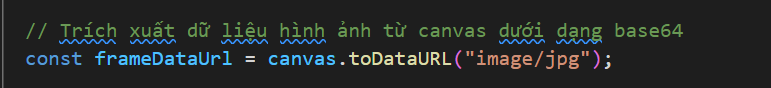 // Trích xuất dữ liệu hình ảnh từ canvas dưới dạng base64
const frameDataUrl = canvas.toDataURL("image/jpg");